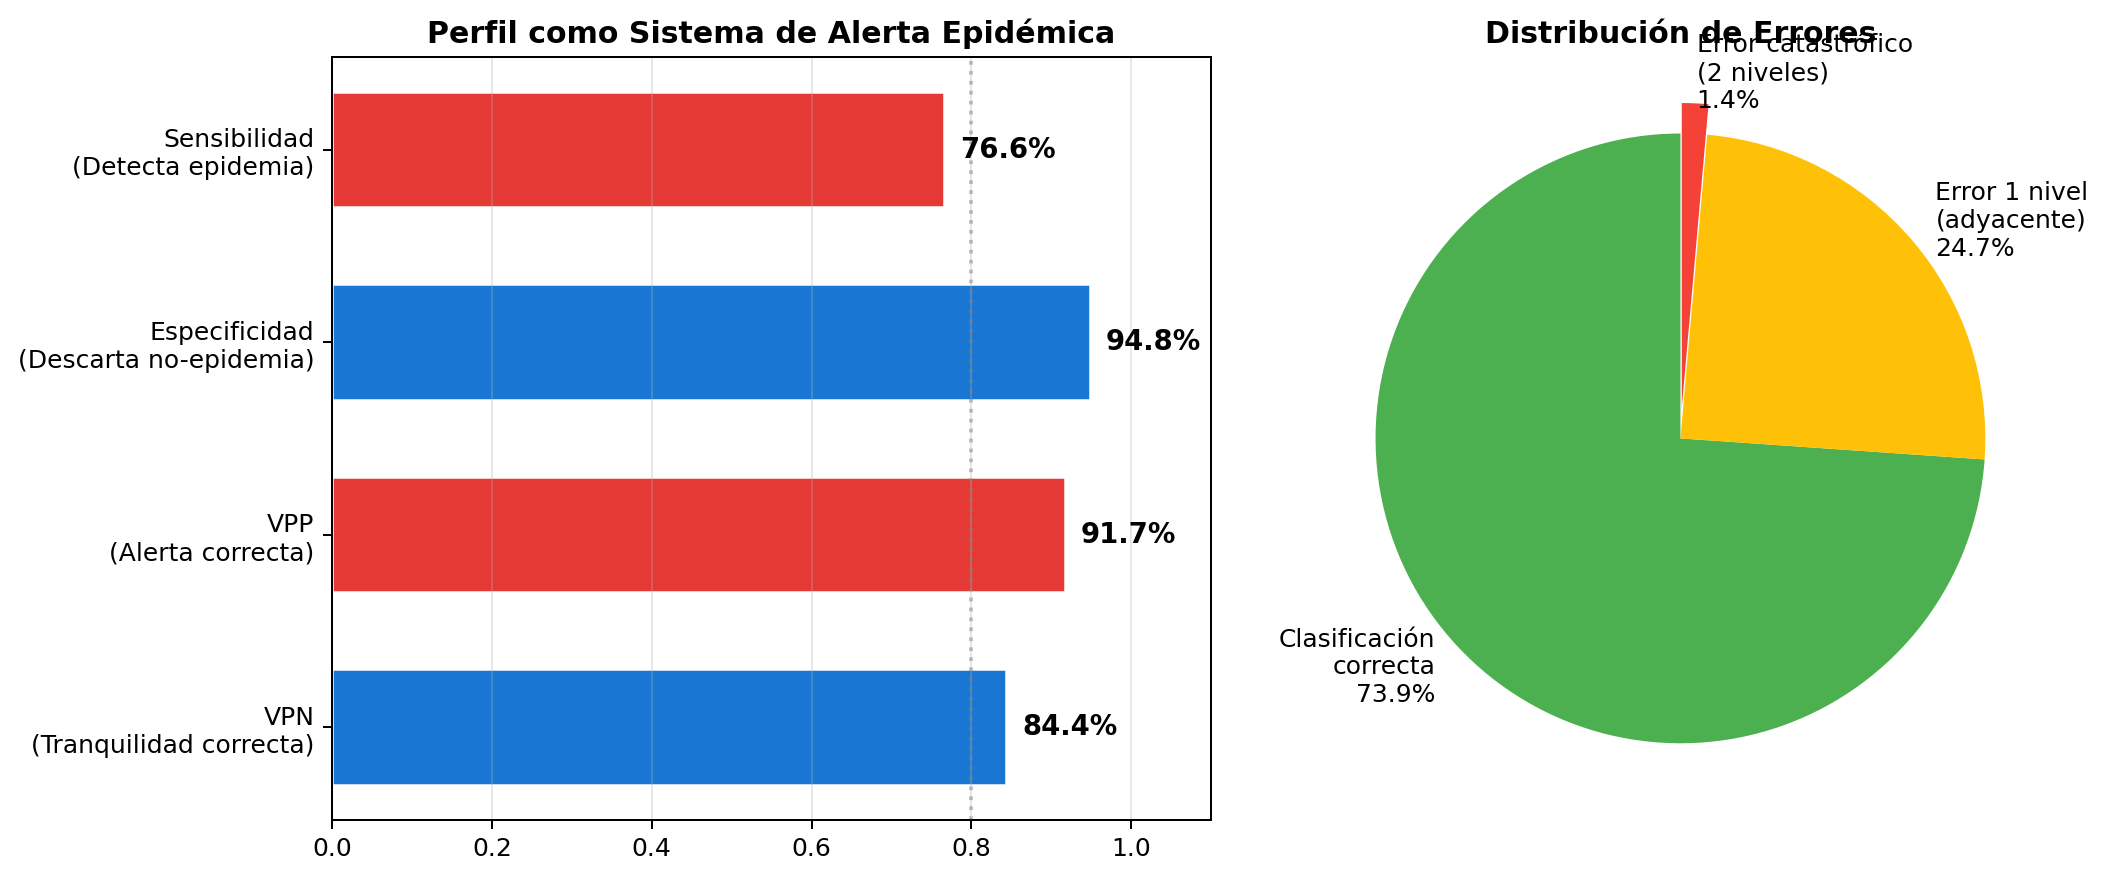 Perfil como Sistema de Alerta Epidémica
Sensibilidad
(Detecta epidemia)
76.6%
Especificidad
(Descarta no-epidemia)
94.8%
VPP
(Alerta correcta)
91.7%
VPN
(Tranquilidad correcta)
84.4%
0.0 0.2 0.4 0.6 0.8 1.0
Distribución de Errores
Error catastrófico
(2 niveles)
1.4%
Error 1 nivel
(adyacente)
24.7%
Clasificación
correcta
73.9%